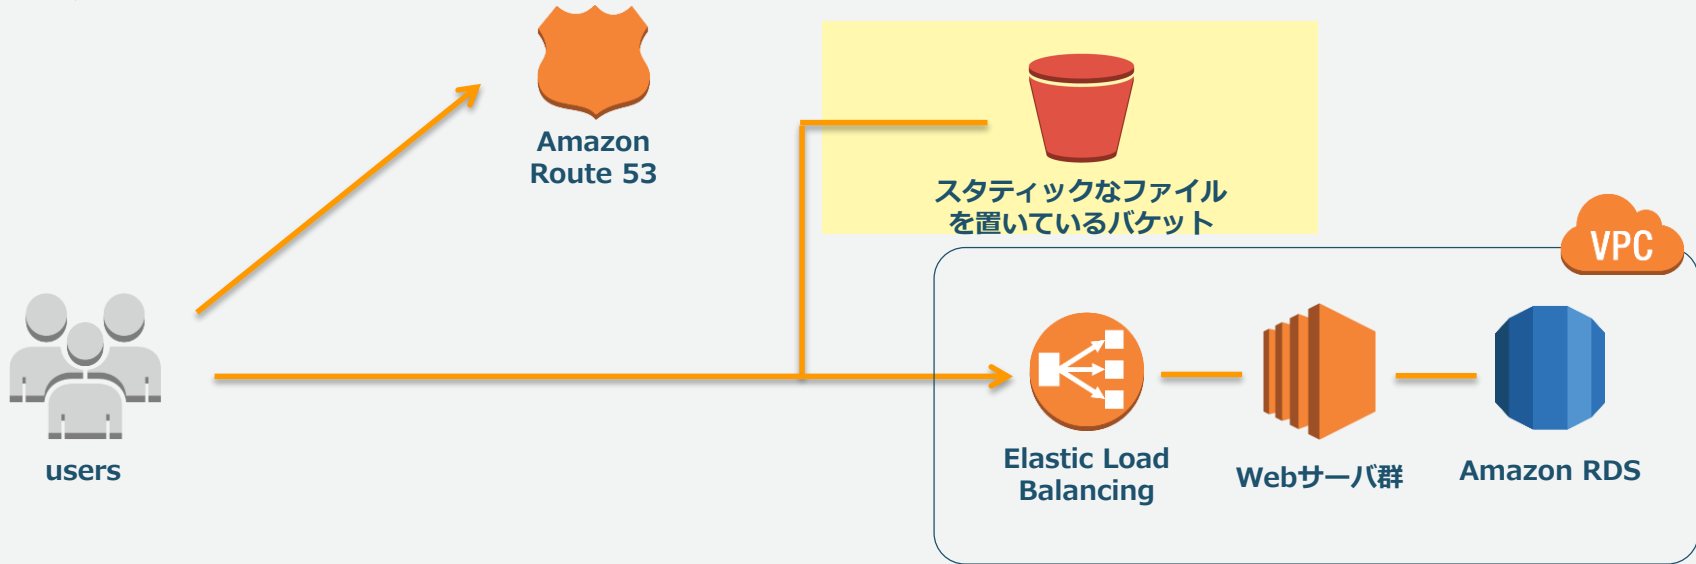 Amazon
Route 53
スタティックなファイル
を置いているバケット
VPC
users
Elastic Load
Balancing
Webサーバ群
Amazon RDS